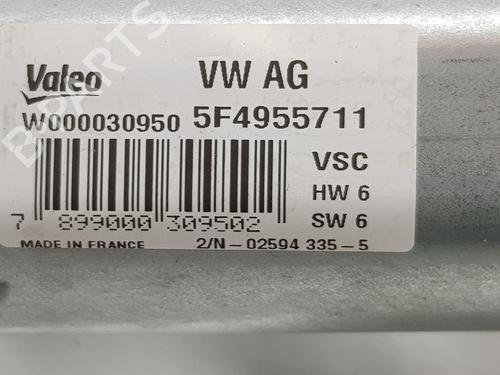 Valeo VW AG
W000030950 5F4955711
VSC
HW 6
7 899000 309502 SW 6
MADE IN FRANCE 2/N - 02594 335 - 5
B-PARTS